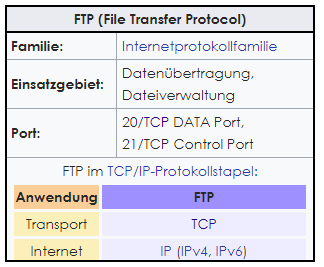 FTP (File Transfer Protocol)
Familie: Internetprotokollfamilie
Einsatzgebiet: Datenübertragung,
Dateiverwaltung
Port: 20/TCP DATA Port,
21/TCP Control Port
FTP im TCP/IP-Protokollstapel:
Anwendung FTP
Transport TCP
Internet IP (IPv4, IPv6)